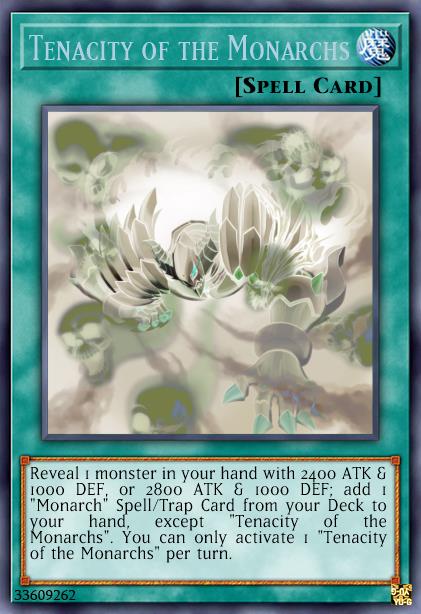 Tenacity of the Monarchs
[Spell Card]
Reveal 1 monster in your hand with 2400 ATK &
1000 DEF, or 2800 ATK & 1000 DEF; add 1
"Monarch" Spell/Trap Card from your Deck to
your hand, except "Tenacity of the
Monarchs". You can only activate 1 "Tenacity
of the Monarchs" per turn.
33609262